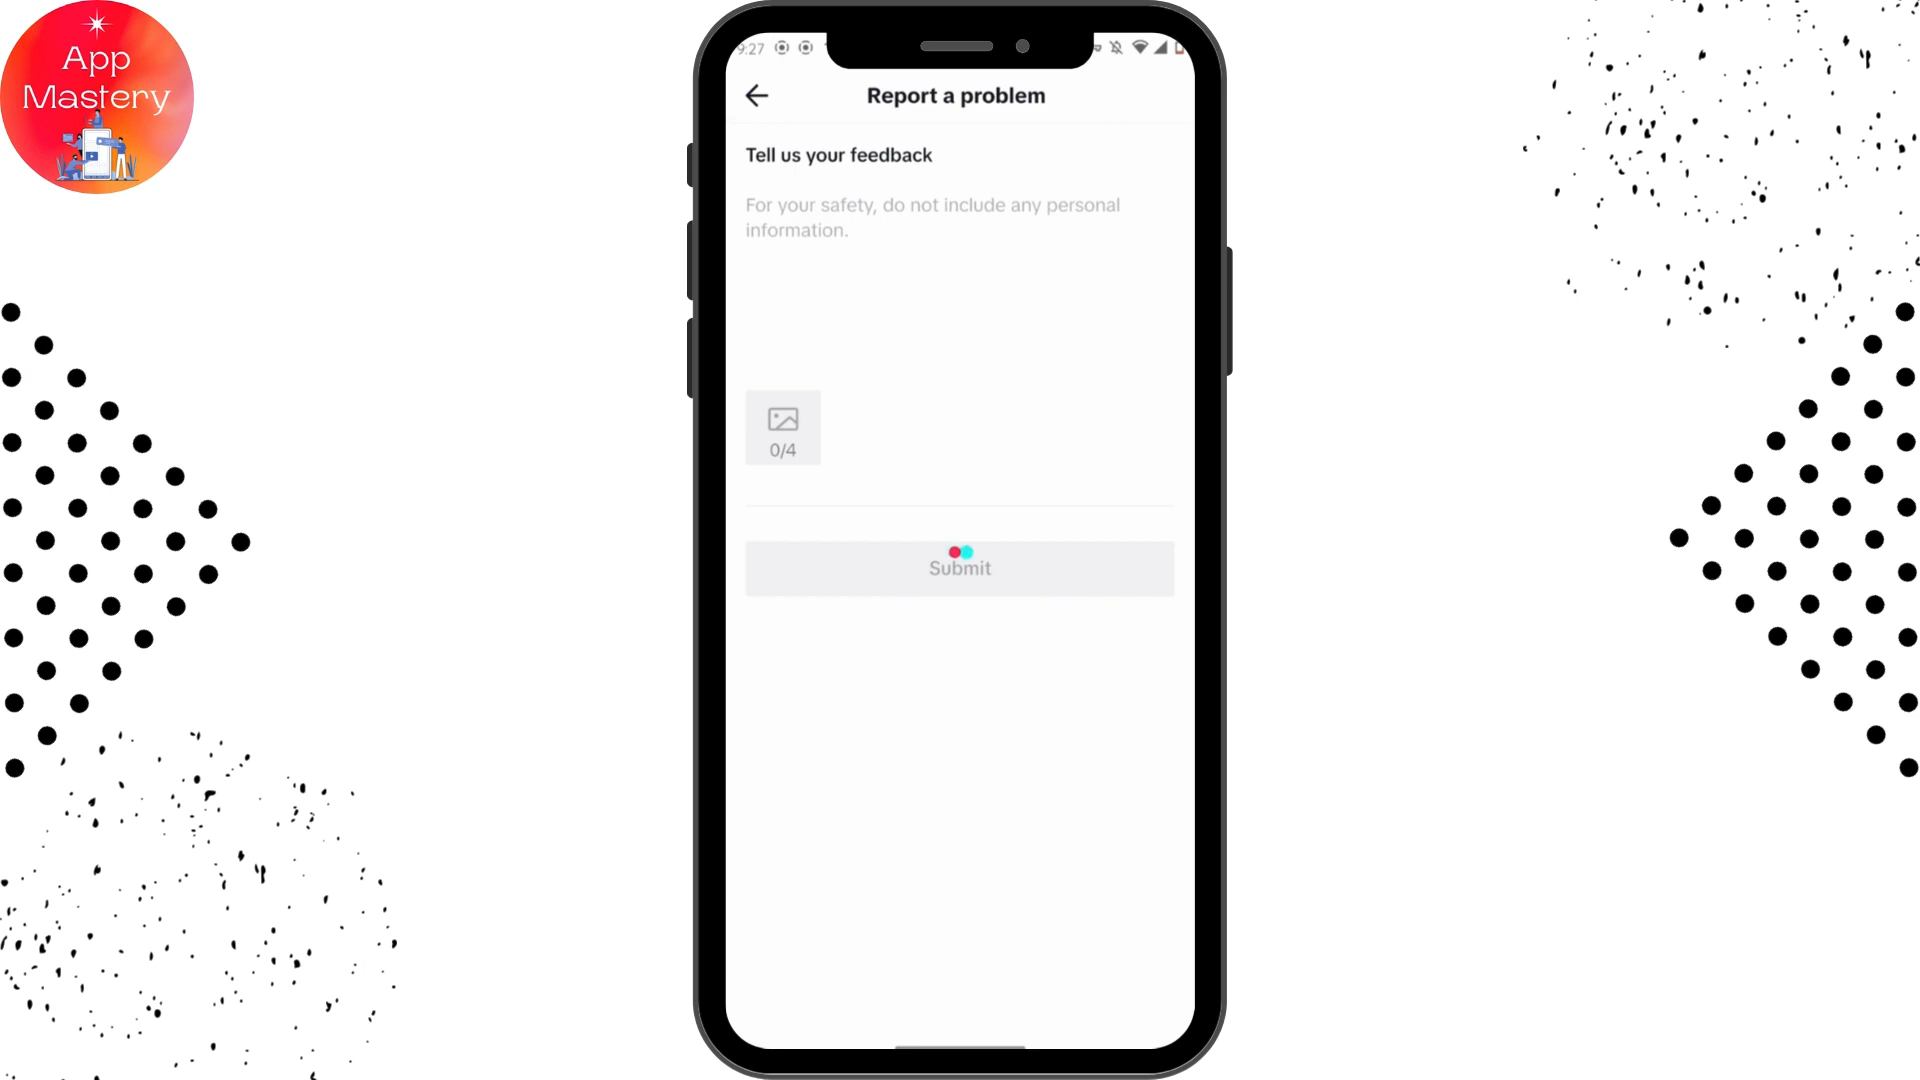 App
Mastery
9:27
Report a problem
Tell us your feedback
For your safety, do not include any personal
information.
0/4
Submit